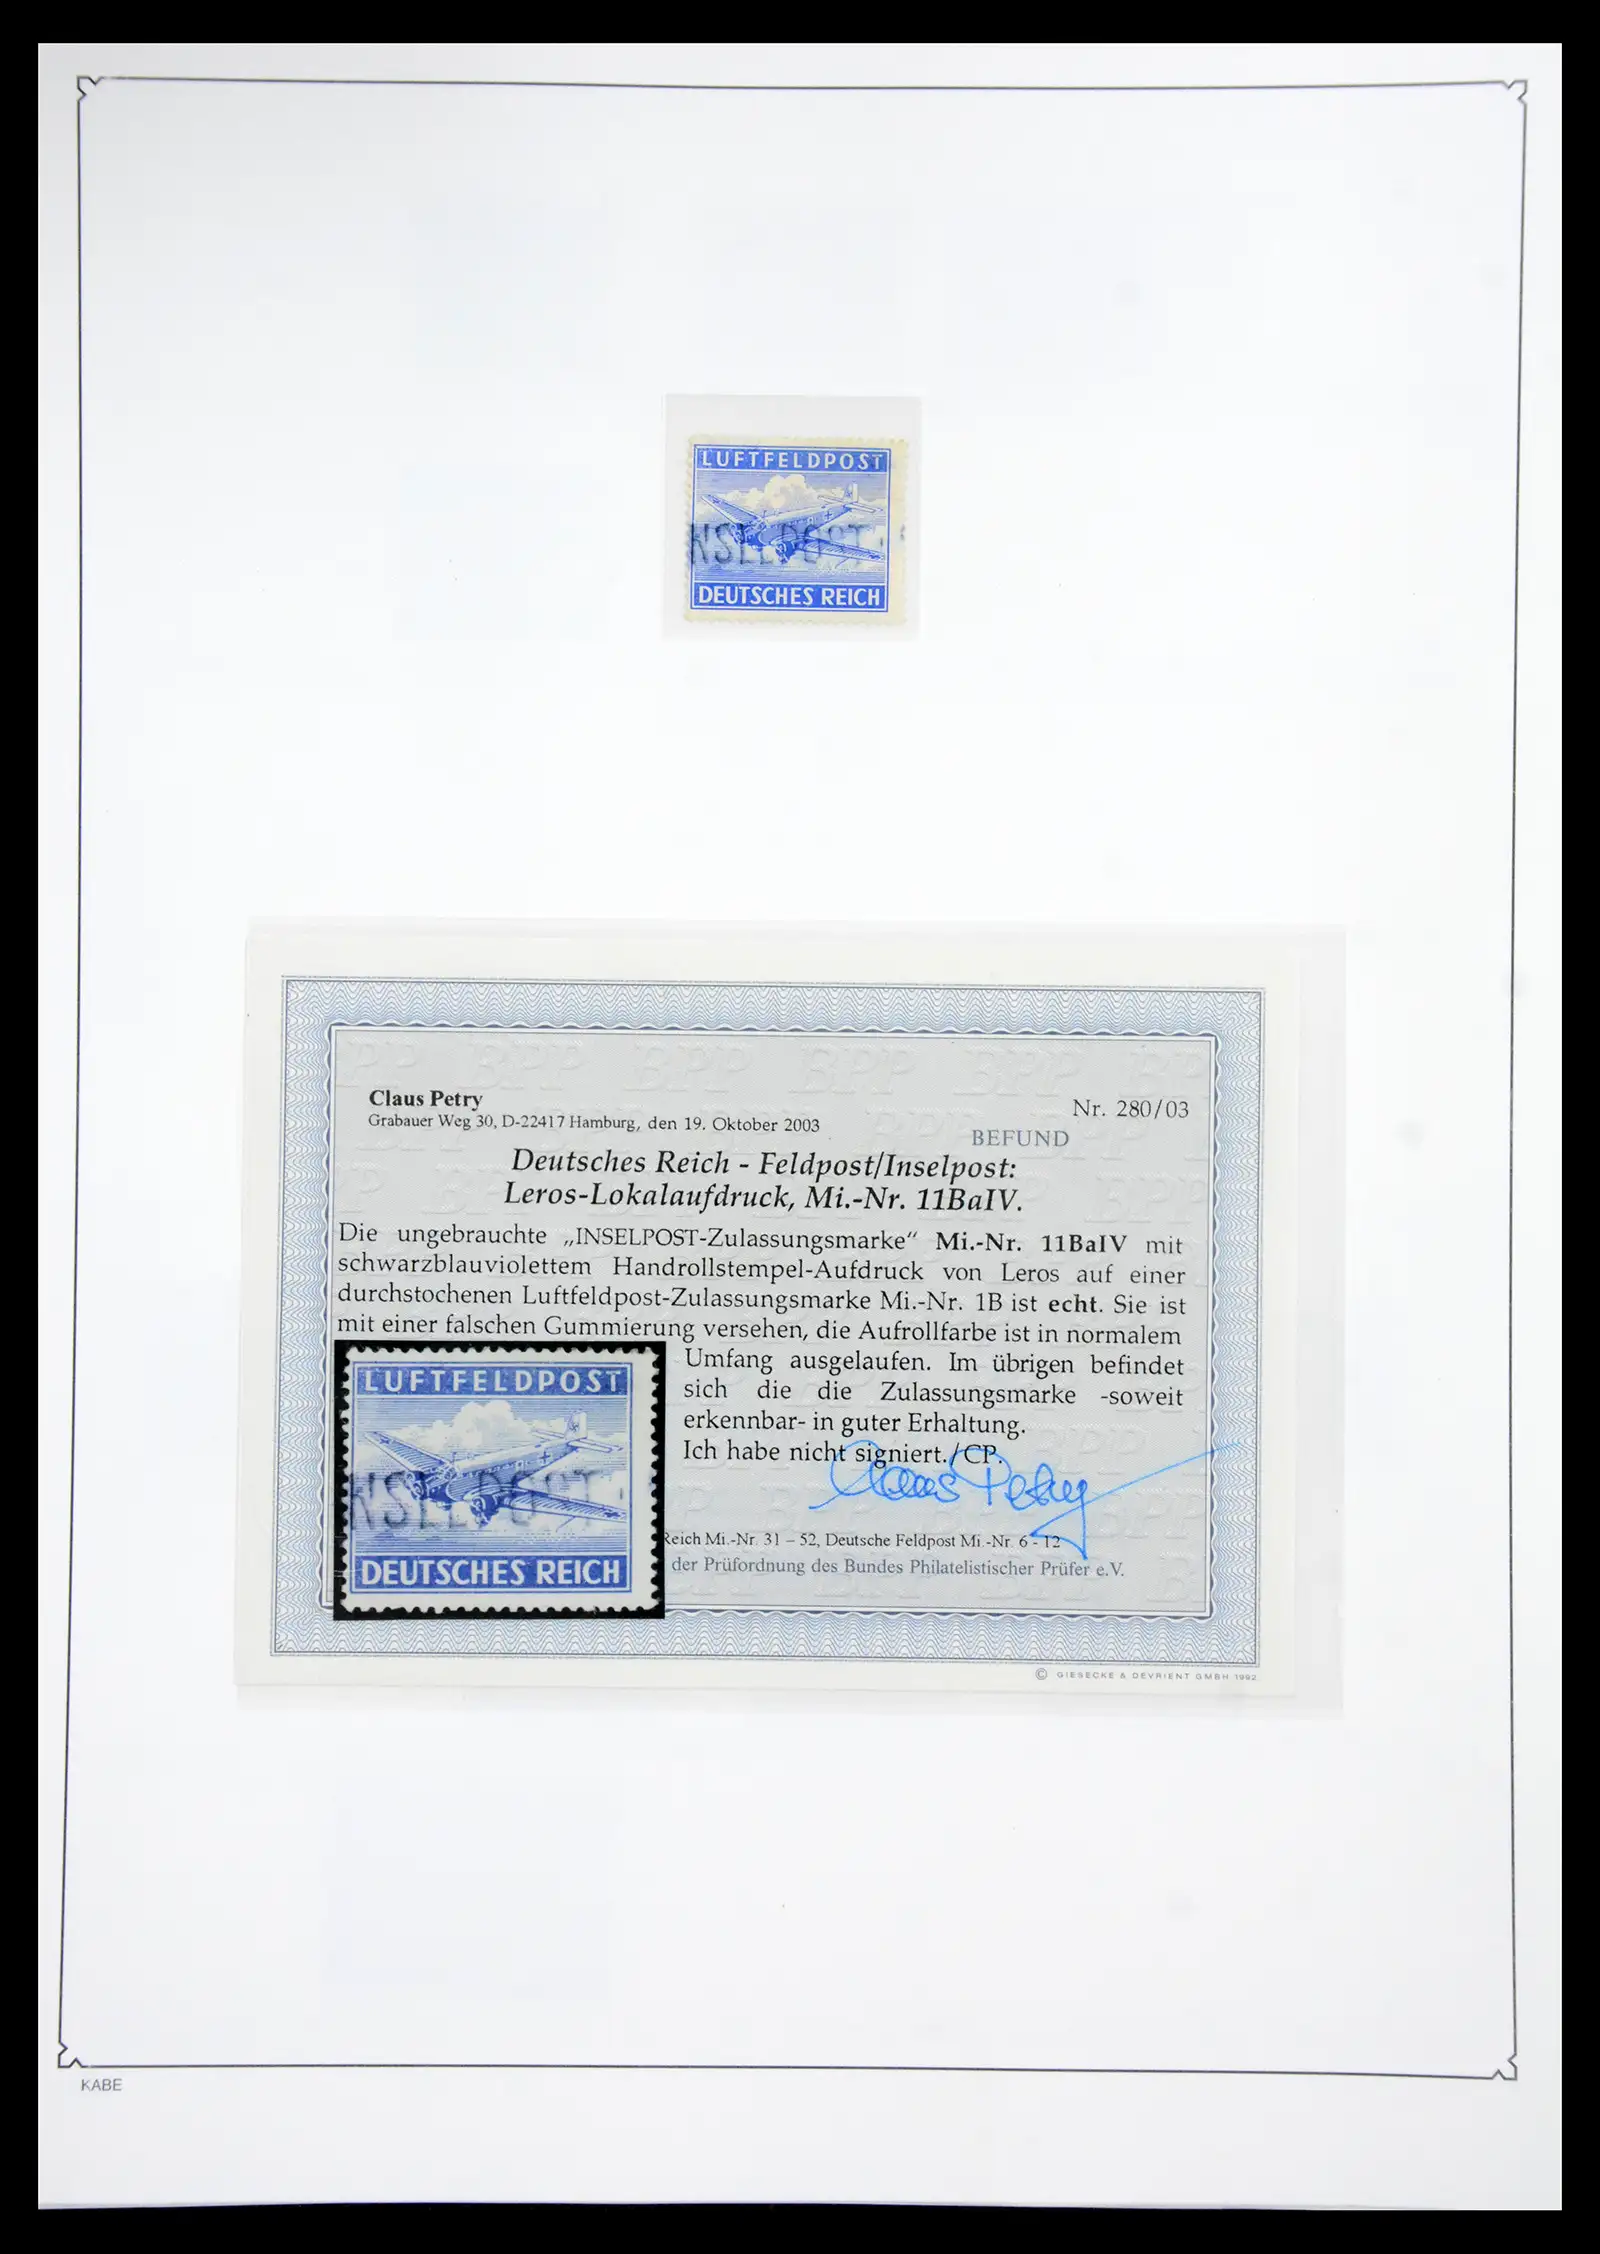 LUFTFELDPOST
NSELPOST ·
DEUTSCHES REICH
Claus Petry
Grabauer Weg 30, D-22417 Hamburg, den 19. Oktober 2003
Nr. 280/03
BEFUND
Deutsches Reich - Feldpost/Inselpost:
Leros-Lokalaufdruck, Mi.-Nr. 11BaIV.
Die ungebrauchte „INSELPOST-Zulassungsmarke“ Mi.-Nr. 11BaIV mit
schwarzblauviolettem Handrollstempel-Aufdruck von Leros auf einer
durchstochenen Luftfeldpost-Zulassungsmarke Mi.-Nr. 1B ist echt. Sie ist
mit einer falschen Gummierung versehen, die Aufrollfarbe ist in normalem
Umfang ausgelaufen. Im übrigen befindet
sich die die Zulassungsmarke -soweit
erkennbar- in guter Erhaltung.
Ich habe nicht signiert./CP.
Claus Petry
Reich Mi.-Nr. 31 – 52, Deutsche Feldpost Mi.-Nr. 6 - 12
der Prüfordnung des Bundes Philatelistischer Prüfer e.V.
LUFTFELDPOST
NSELPOST ·
DEUTSCHES REICH
© GIESECKE & DEVRIENT GMBH 1992
KABE